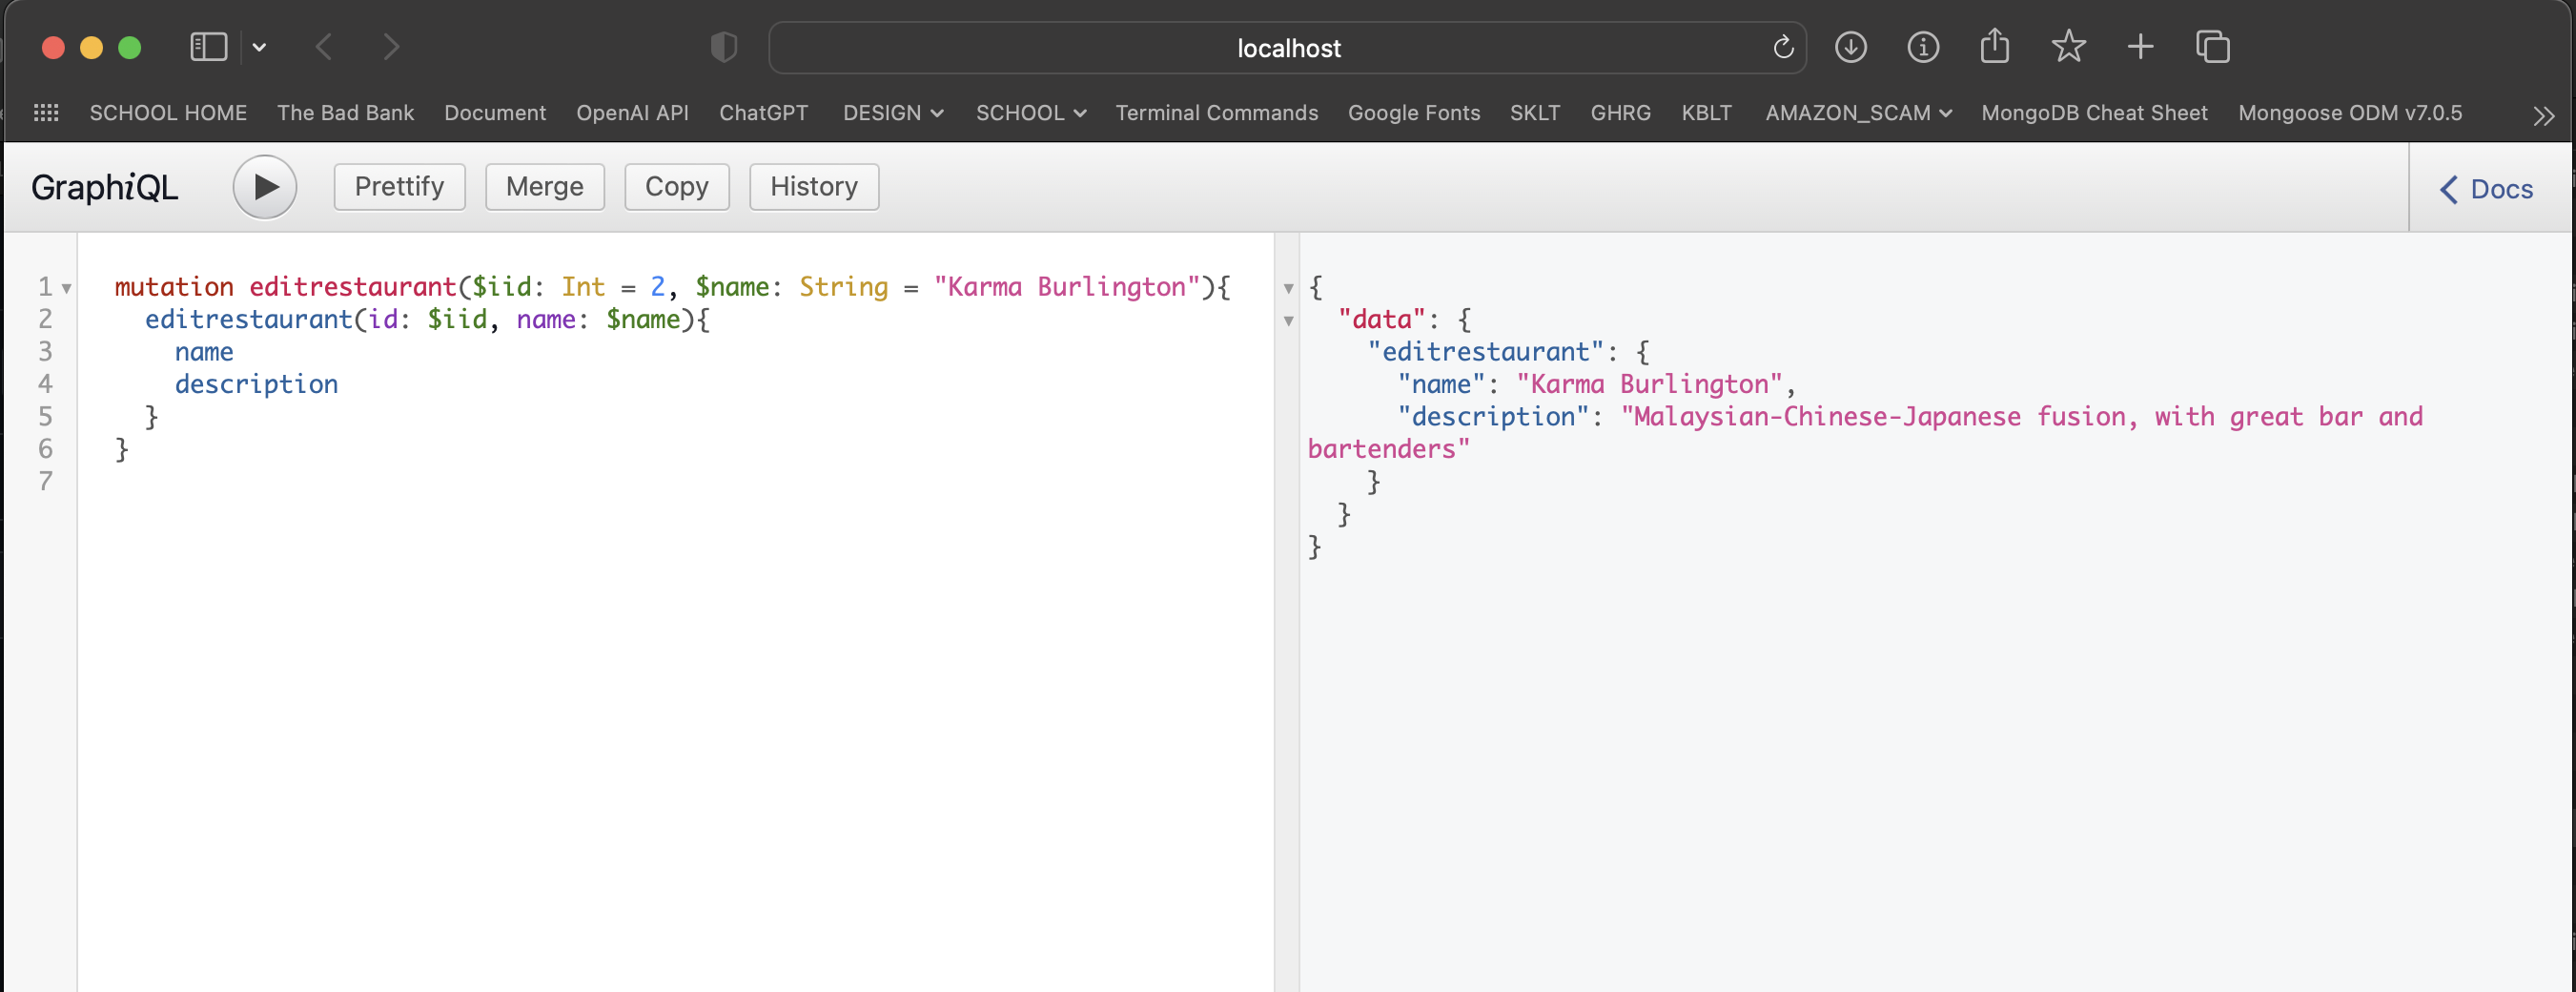 localhost
SCHOOL HOME The Bad Bank Document OpenAI API ChatGPT DESIGN SCHOOL Terminal Commands Google Fonts SKLT GHRG KBLT AMAZON_SCAM MongoDB Cheat Sheet Mongoose ODM v7.0.5
GraphiQL Prettify Merge Copy History Docs
1 mutation editrestaurant($iid: Int = 2, $name: String = "Karma Burlington"){
2 editrestaurant(id: $iid, name: $name){
3 name
4 description
5 }
6 }
7
{
"data": {
"editrestaurant": {
"name": "Karma Burlington",
"description": "Malaysian-Chinese-Japanese fusion, with great bar and
bartenders"
}
}
}